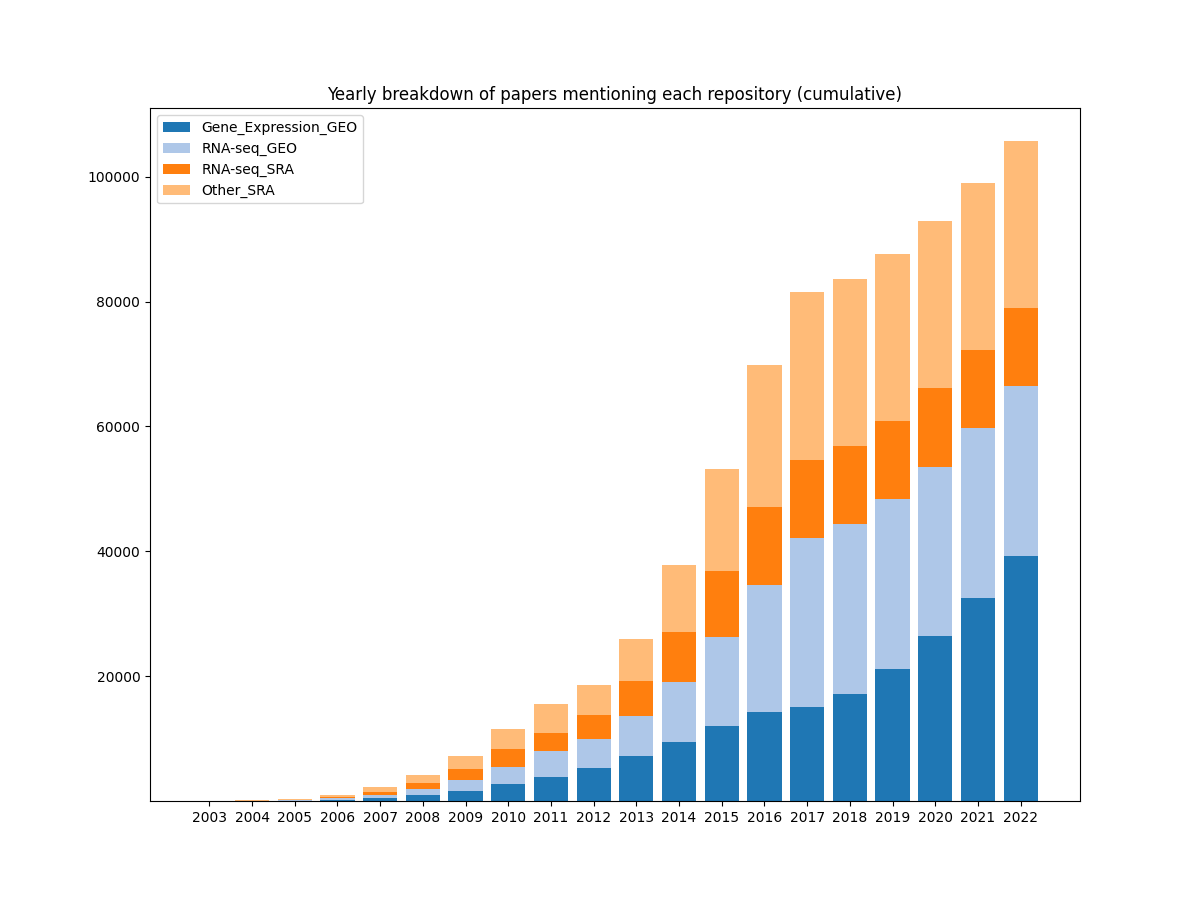 Yearly breakdown of papers mentioning each repository (cumulative)
Gene_Expression_GEO
RNA-seq_GEO
RNA-seq_SRA
Other_SRA
100000
80000
60000
40000
20000
2003 2004 2005 2006 2007 2008 2009 2010 2011 2012 2013 2014 2015 2016 2017 2018 2019 2020 2021 2022